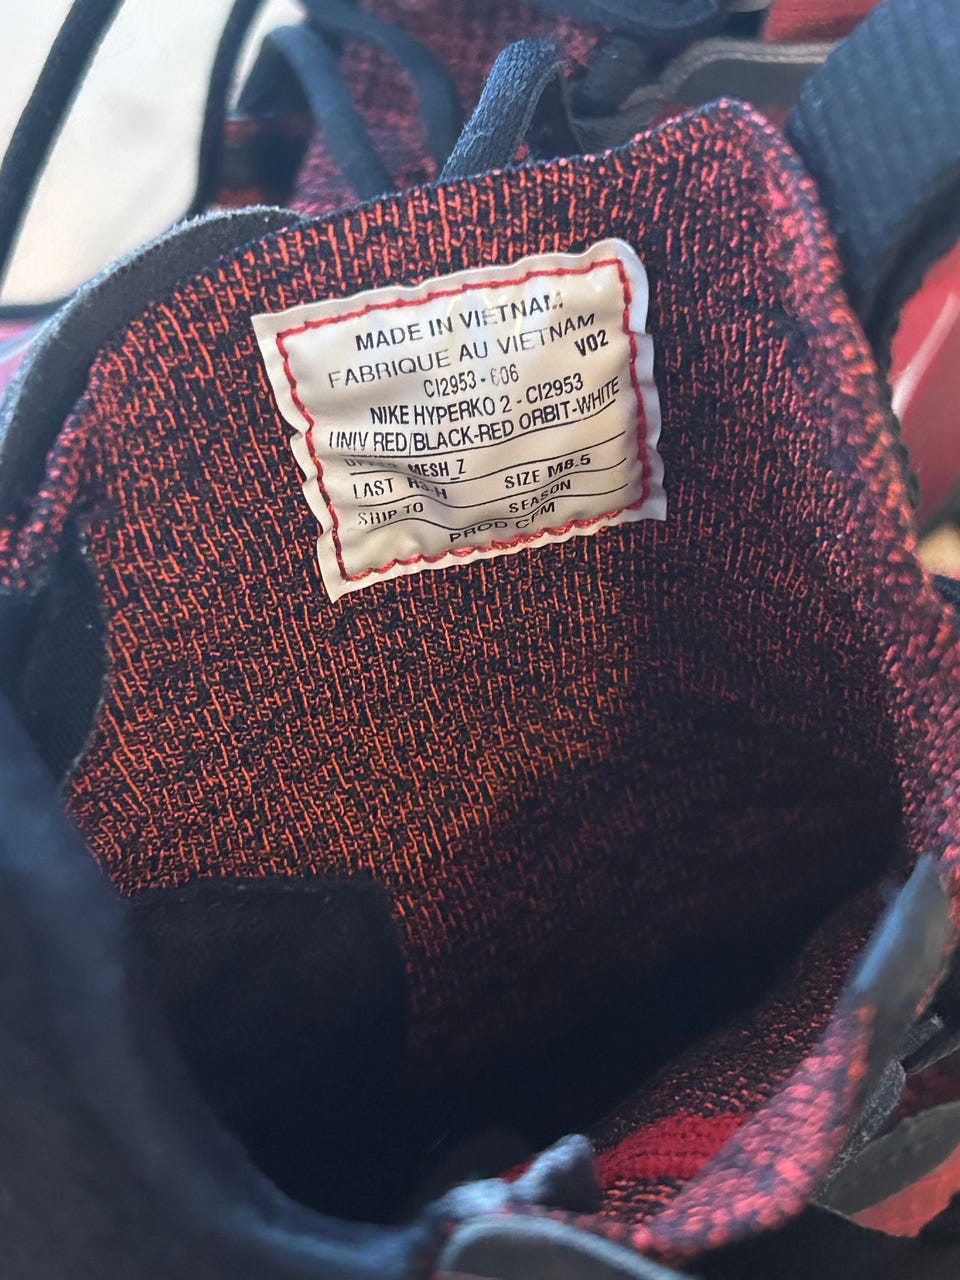 MADE IN VIETNAM
FABRIQUE AU VIETNAM
V02
CI2953-606
NIKE HYPERKO 2 - CI2953
UNIV RED/BLACK-RED ORBIT-WHITE
MESH_Z
LAST SIZE M8.5
SHIP TO SEASON
PROD CFM